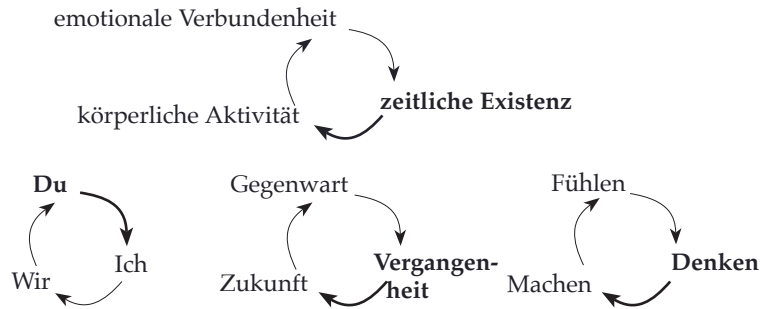 emotionale Verbundenheit
zeitliche Existenz
körperliche Aktivität
Du
Ich
Wir
Gegenwart
Vergangen-
heit
Zukunft
Fühlen
Denken
Machen